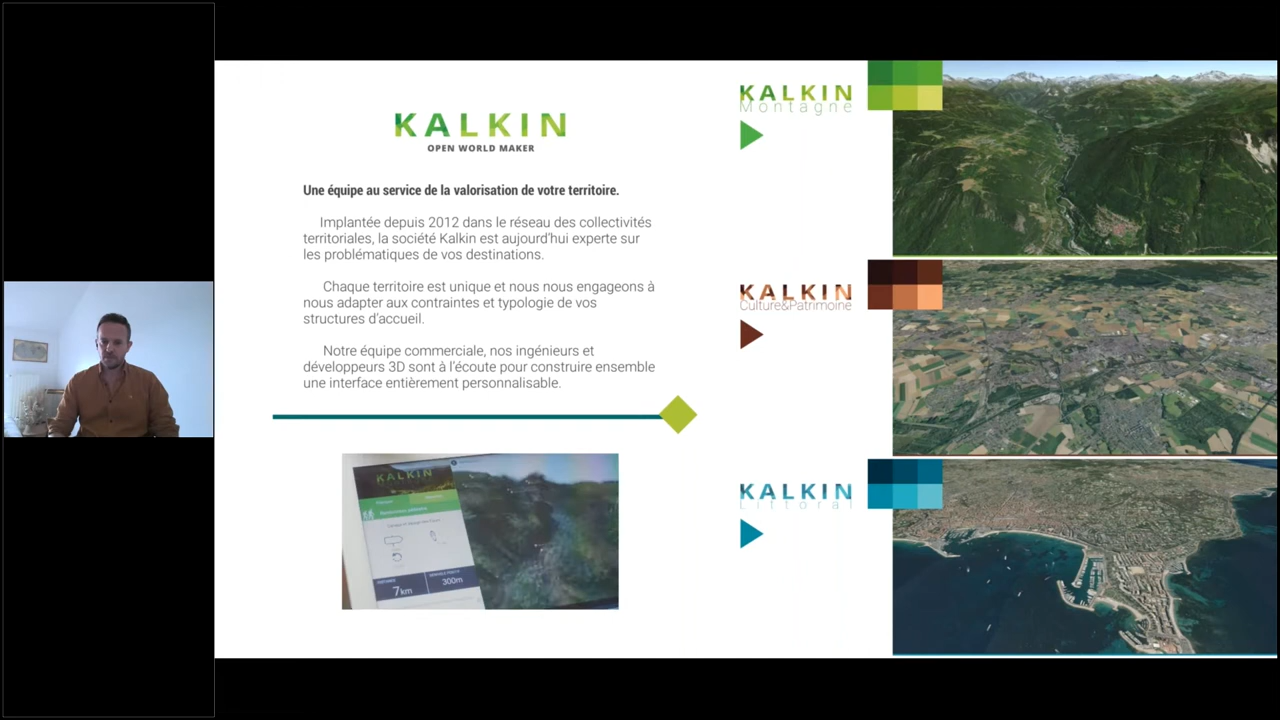 KALKIN
OPEN WORLD MAKER
Une équipe au service de la valorisation de votre territoire.
Implantée depuis 2012 dans le réseau des collectivités
territoriales, la société Kalkin est aujourd'hui experte sur
les problématiques de vos destinations.
Chaque territoire est unique et nous nous engageons à
nous adapter aux contraintes et typologie de vos
structures d'accueil.
Notre équipe commerciale, nos ingénieurs et
développeurs 3D sont à l'écoute pour construire ensemble
une interface entièrement personnalisable.
KALKIN
7km
300m
KALKIN
Montagne
KALKIN
Culture&Patrimoine
KALKIN
Littoral